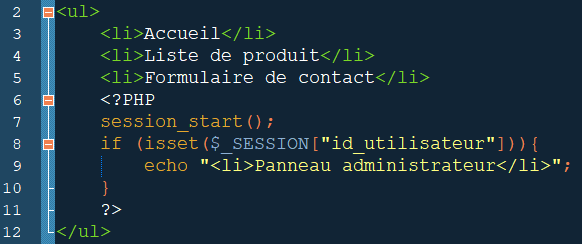 2 <ul>
3 <li>Accueil</li>
4 <li>Liste de produit</li>
5 <li>Formulaire de contact</li>
6 <?PHP
7 session_start();
8 if (isset($_SESSION["id_utilisateur"])){
9 echo "<li>Panneau administrateur</li>";
10 }
11 ?>
12 </ul>